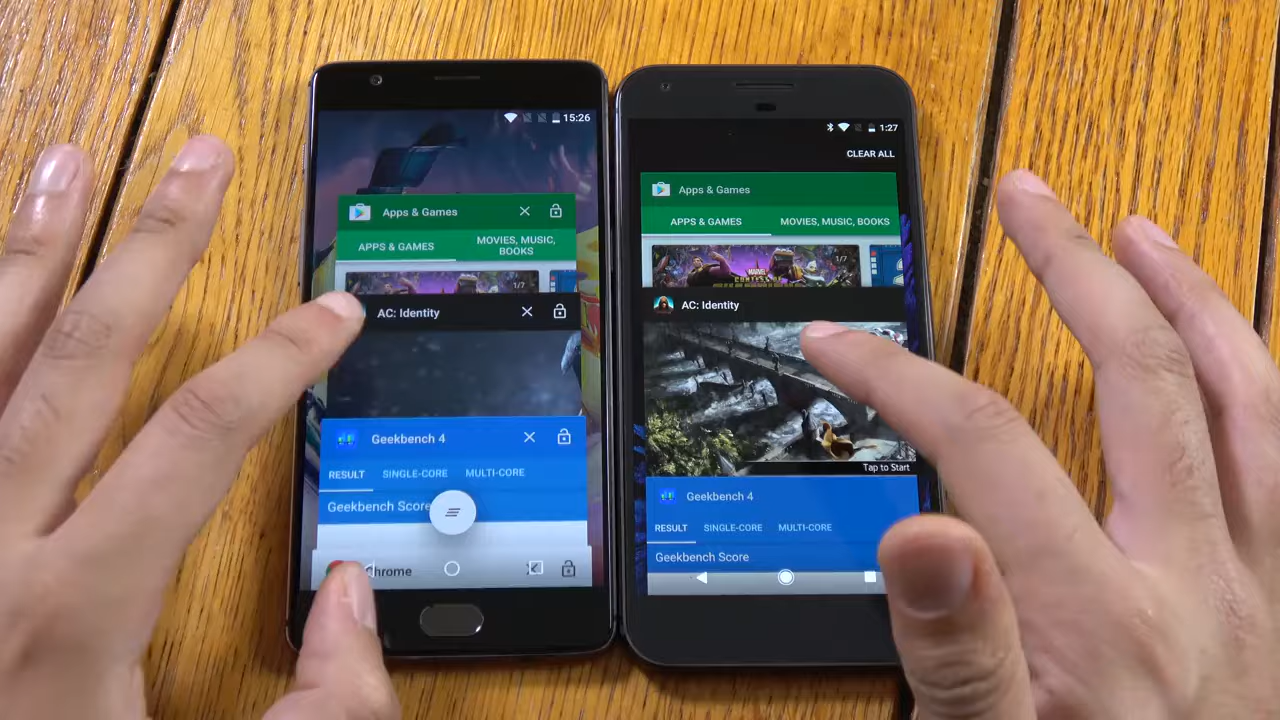 15:26
Apps & Games
APPS & GAMES
MOVIES, MUSIC,
BOOKS
1/7
AC: Identity
Geekbench 4
RESULT
SINGLE-CORE
MULTI-CORE
Geekbench Score
Chrome
1:27
CLEAR ALL
Apps & Games
APPS & GAMES
MOVIES, MUSIC, BOOKS
MARVEL
1/7
AC: Identity
Tap to Start
Geekbench 4
RESULT
SINGLE-CORE
MULTI-CORE
Geekbench Score